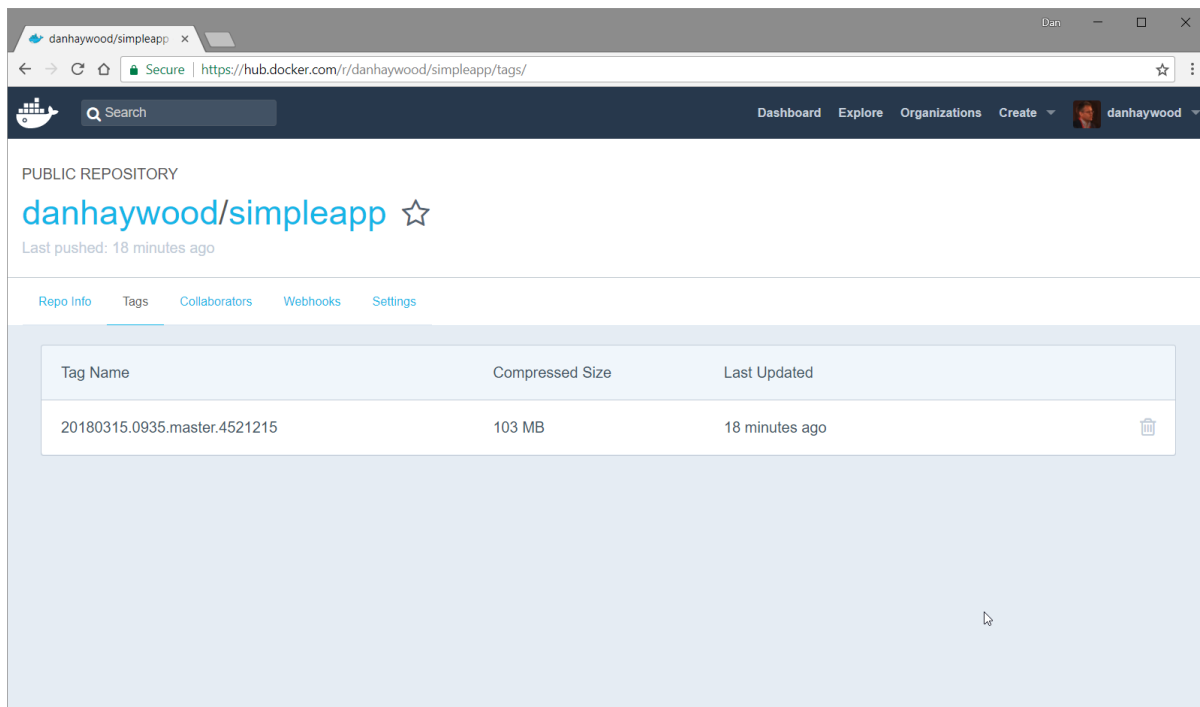 Dan
danhaywood/simpleapp
Secure https://hub.docker.com/r/danhaywood/simpleapp/tags/
Search Dashboard Explore Organizations Create danhaywood
PUBLIC REPOSITORY
danhaywood/simpleapp
Last pushed: 18 minutes ago
Repo Info Tags Collaborators Webhooks Settings
Tag Name Compressed Size Last Updated
20180315.0935.master.4521215 103 MB 18 minutes ago